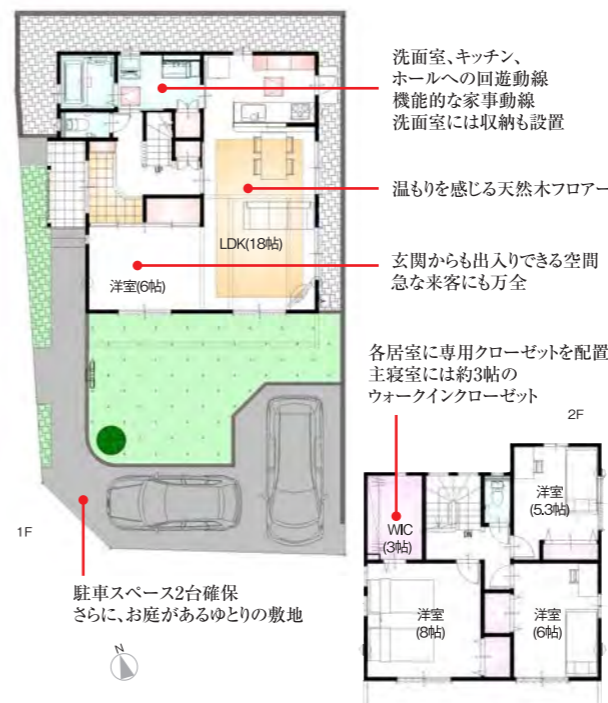 洗面室、キッチン、
ホールへの回遊動線
機能的な家事動線
洗面室には収納も設置
温もりを感じる天然木フロアー
LDK(18帖)
玄関からも出入りできる空間
急な来客にも万全
洋室(6帖)
各居室に専用クローゼットを配置
主寝室には約3帖の
ウォークインクローゼット
2F
洋室
(5.3帖)
WIC
(3帖)
DN
洋室
(8帖)
洋室
(6帖)
1F
駐車スペース2台確保
さらに、お庭があるゆとりの敷地
N